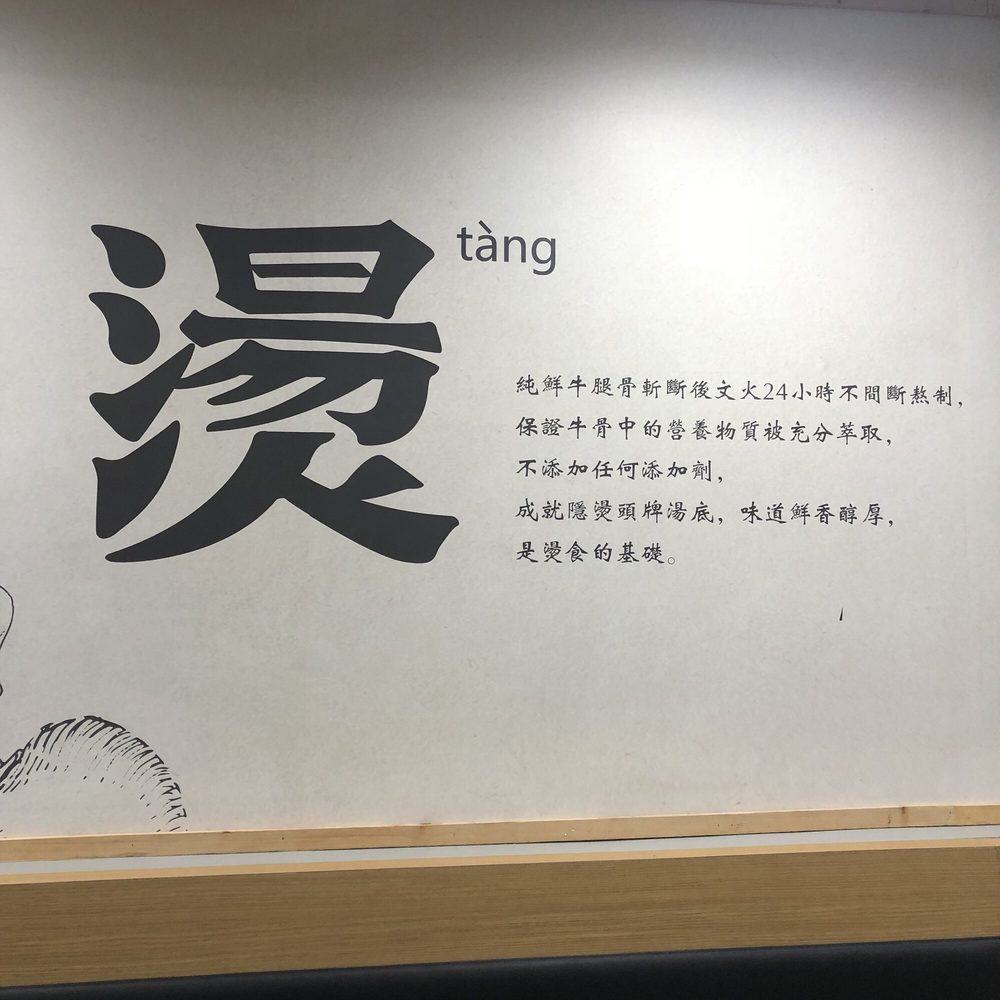 燙
tàng
純鮮牛腿骨斬斷後文火24小時不間斷熬制，
保證牛骨中的營養物質被充分萃取，
不添加任何添加劑，
成就隱燙頭牌湯底，味道鮮香醇厚，
是燙食的基礎。